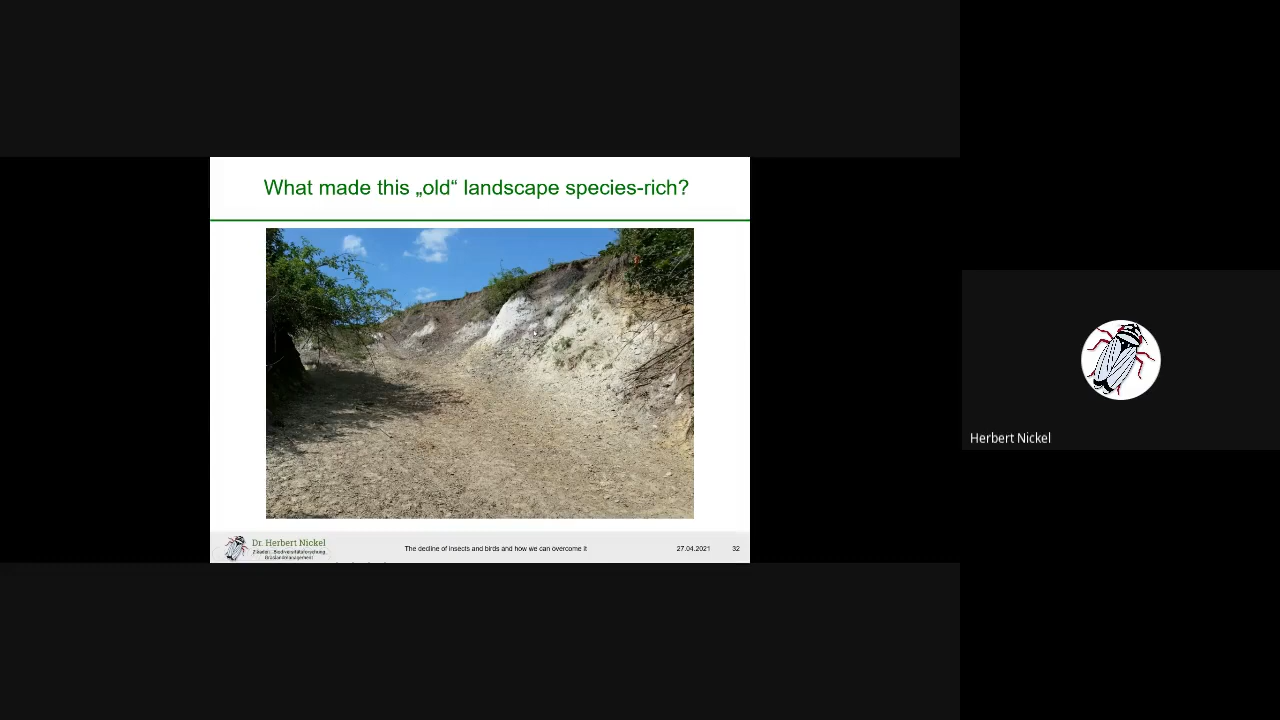 What made this „old“ landscape species-rich?
Herbert Nickel
Dr. Herbert Nickel
Zikaden, Biodiversitätsforschung,
Graslandmanagement
The decline of insects and birds and how we can overcome it
27.04.2021
32